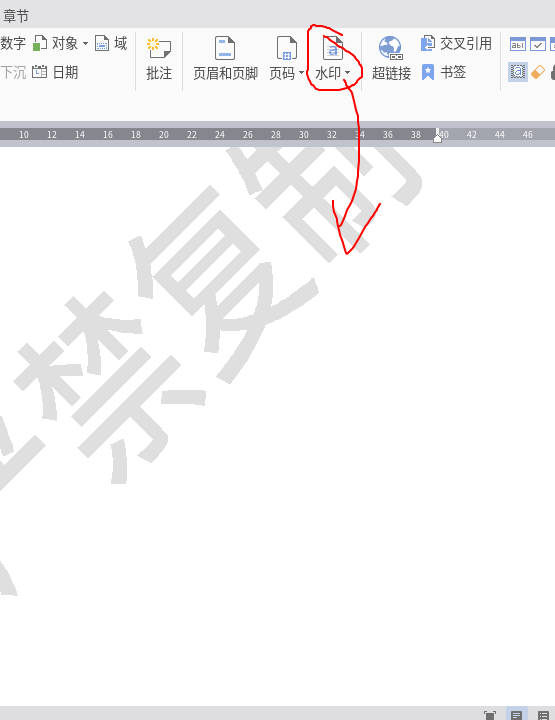 章节
数字 对象 域 批注 页眉和页脚 页码 水印 超链接 交叉引用
下沉 日期 书签
10 12 14 16 18 20 22 24 26 28 30 32 34 36 38 40 42 44 46
禁复制